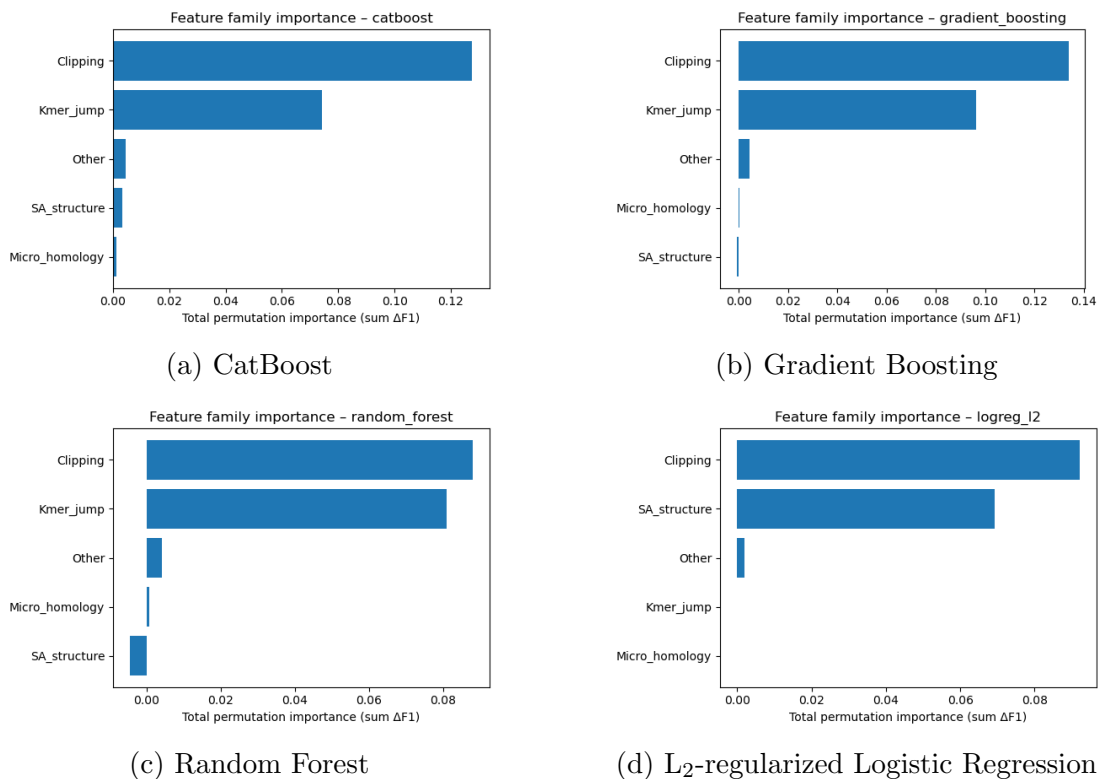 Feature family importance – catboost
Clipping
Kmer_jump
Other
SA_structure
Micro_homology
0.00 0.02 0.04 0.06 0.08 0.10 0.12
Total permutation importance (sum ΔF1)
(a) CatBoost
Feature family importance – gradient_boosting
Clipping
Kmer_jump
Other
Micro_homology
SA_structure
0.00 0.02 0.04 0.06 0.08 0.10 0.12 0.14
Total permutation importance (sum ΔF1)
(b) Gradient Boosting
Feature family importance – random_forest
Clipping
Kmer_jump
Other
Micro_homology
SA_structure
0.00 0.02 0.04 0.06 0.08
Total permutation importance (sum ΔF1)
(c) Random Forest
Feature family importance – logreg_l2
Clipping
SA_structure
Other
Kmer_jump
Micro_homology
0.00 0.02 0.04 0.06 0.08
Total permutation importance (sum ΔF1)
(d) L₂-regularized Logistic Regression